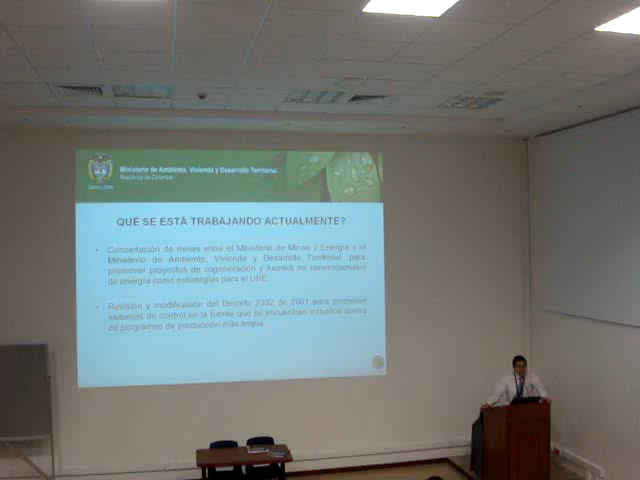 Ministerio de Ambiente, Vivienda y Desarrollo Territorial
República de Colombia
Libertad y Orden
QUÉ SE ESTÁ TRABAJANDO ACTUALMENTE?
• Concertación de metas entre el Ministerio de Minas y Energía y el
Ministerio de Ambiente, Vivienda y Desarrollo Territorial, para
promover proyectos de cogeneración y fuentes no convencionales
de energía como estrategias para el URE.
• Revisión y modificación del Decreto 2532 de 2001 para promover
sistemas de control en la fuente que se encuentran incluidos dentro
de programas de producción más limpia.